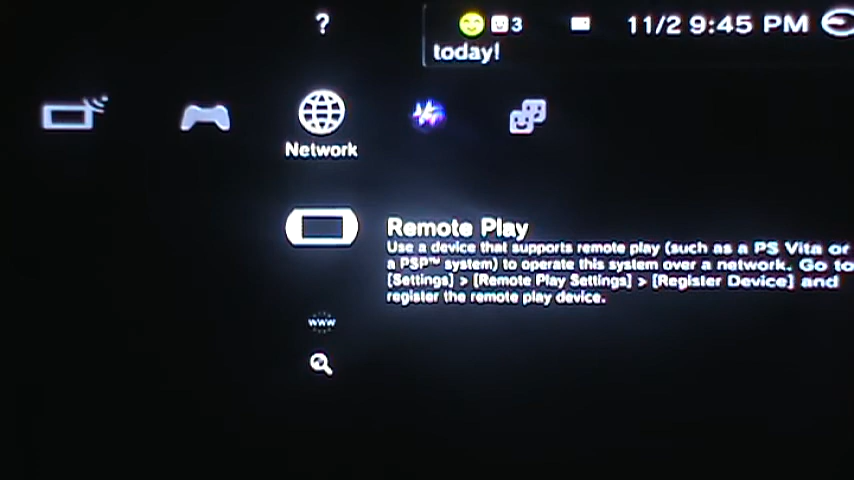 ?
3
11/2 9:45 PM
today!
Network
Remote Play
Use a device that supports remote play (such as a PS Vita or
a PSP™ system) to operate this system over a network. Go to
[Settings] > [Remote Play Settings] > [Register Device] and
register the remote play device.
www